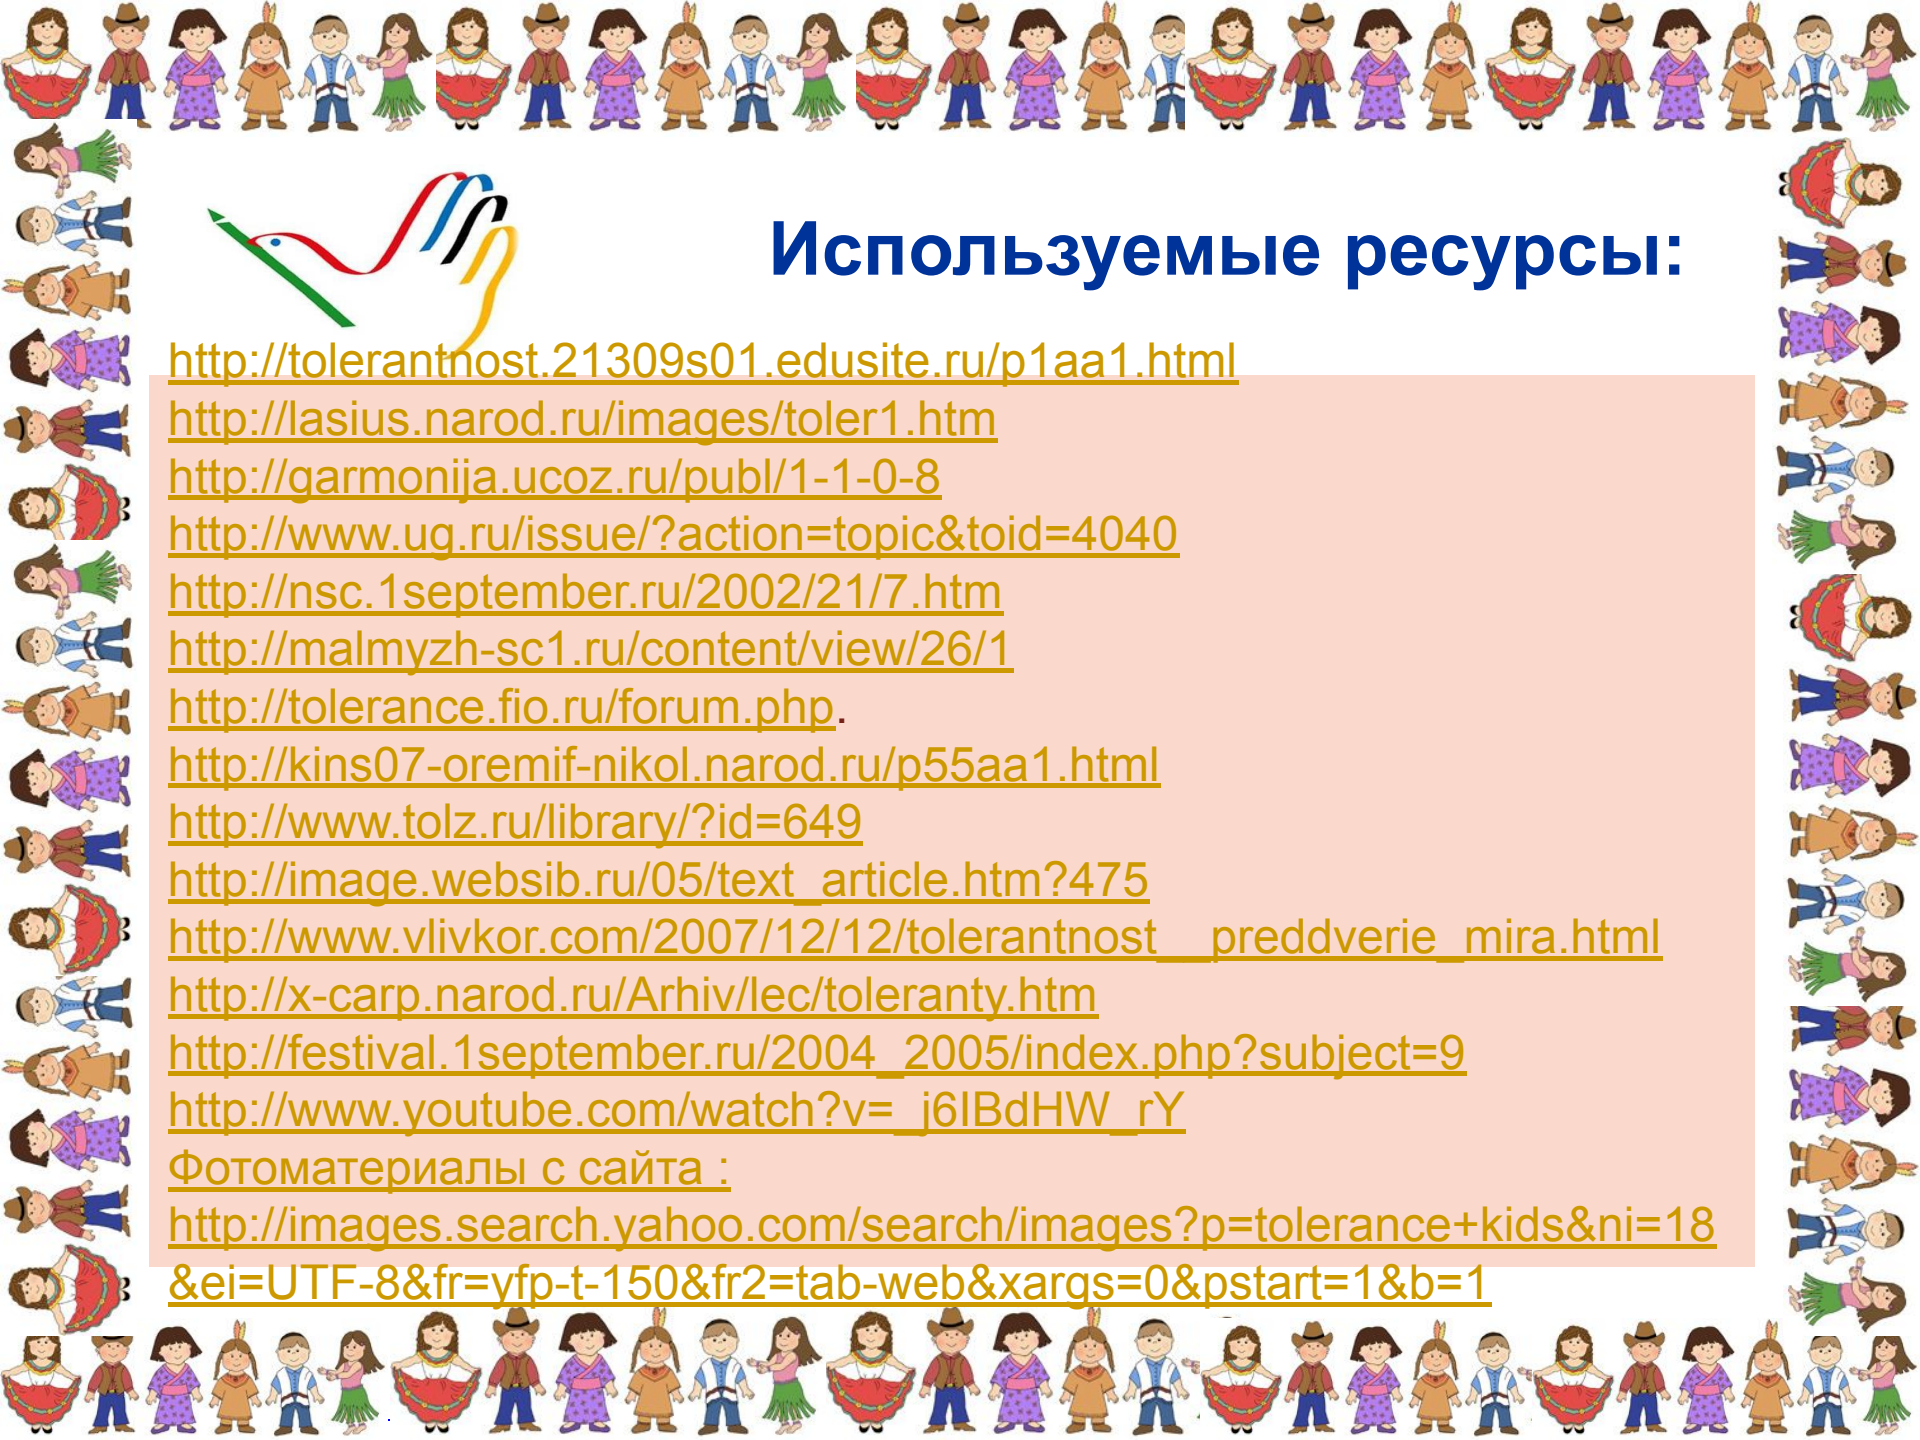 Используемые ресурсы:
http://tolerantnost.21309s01.edusite.ru/p1aa1.html
http://lasius.narod.ru/images/toler1.htm
http://garmonija.ucoz.ru/publ/1-1-0-8
http://www.ug.ru/issue/?action=topic&toid=4040
http://nsc.1september.ru/2002/21/7.htm
http://malmyzh-sc1.ru/content/view/26/1
http://tolerance.fio.ru/forum.php.
http://kins07-oremif-nikol.narod.ru/p55aa1.html
http://www.tolz.ru/library/?id=649
http://image.websib.ru/05/text_article.htm?475
http://www.vlivkor.com/2007/12/12/tolerantnost__preddverie_mira.html
http://x-carp.narod.ru/Arhiv/lec/toleranty.htm
http://festival.1september.ru/2004_2005/index.php?subject=9
http://www.youtube.com/watch?v=_j6IBdHW_rY
Фотоматериалы с сайта :
http://images.search.yahoo.com/search/images?p=tolerance+kids&ni=18
&ei=UTF-8&fr=yfp-t-150&fr2=tab-web&xargs=0&pstart=1&b=1